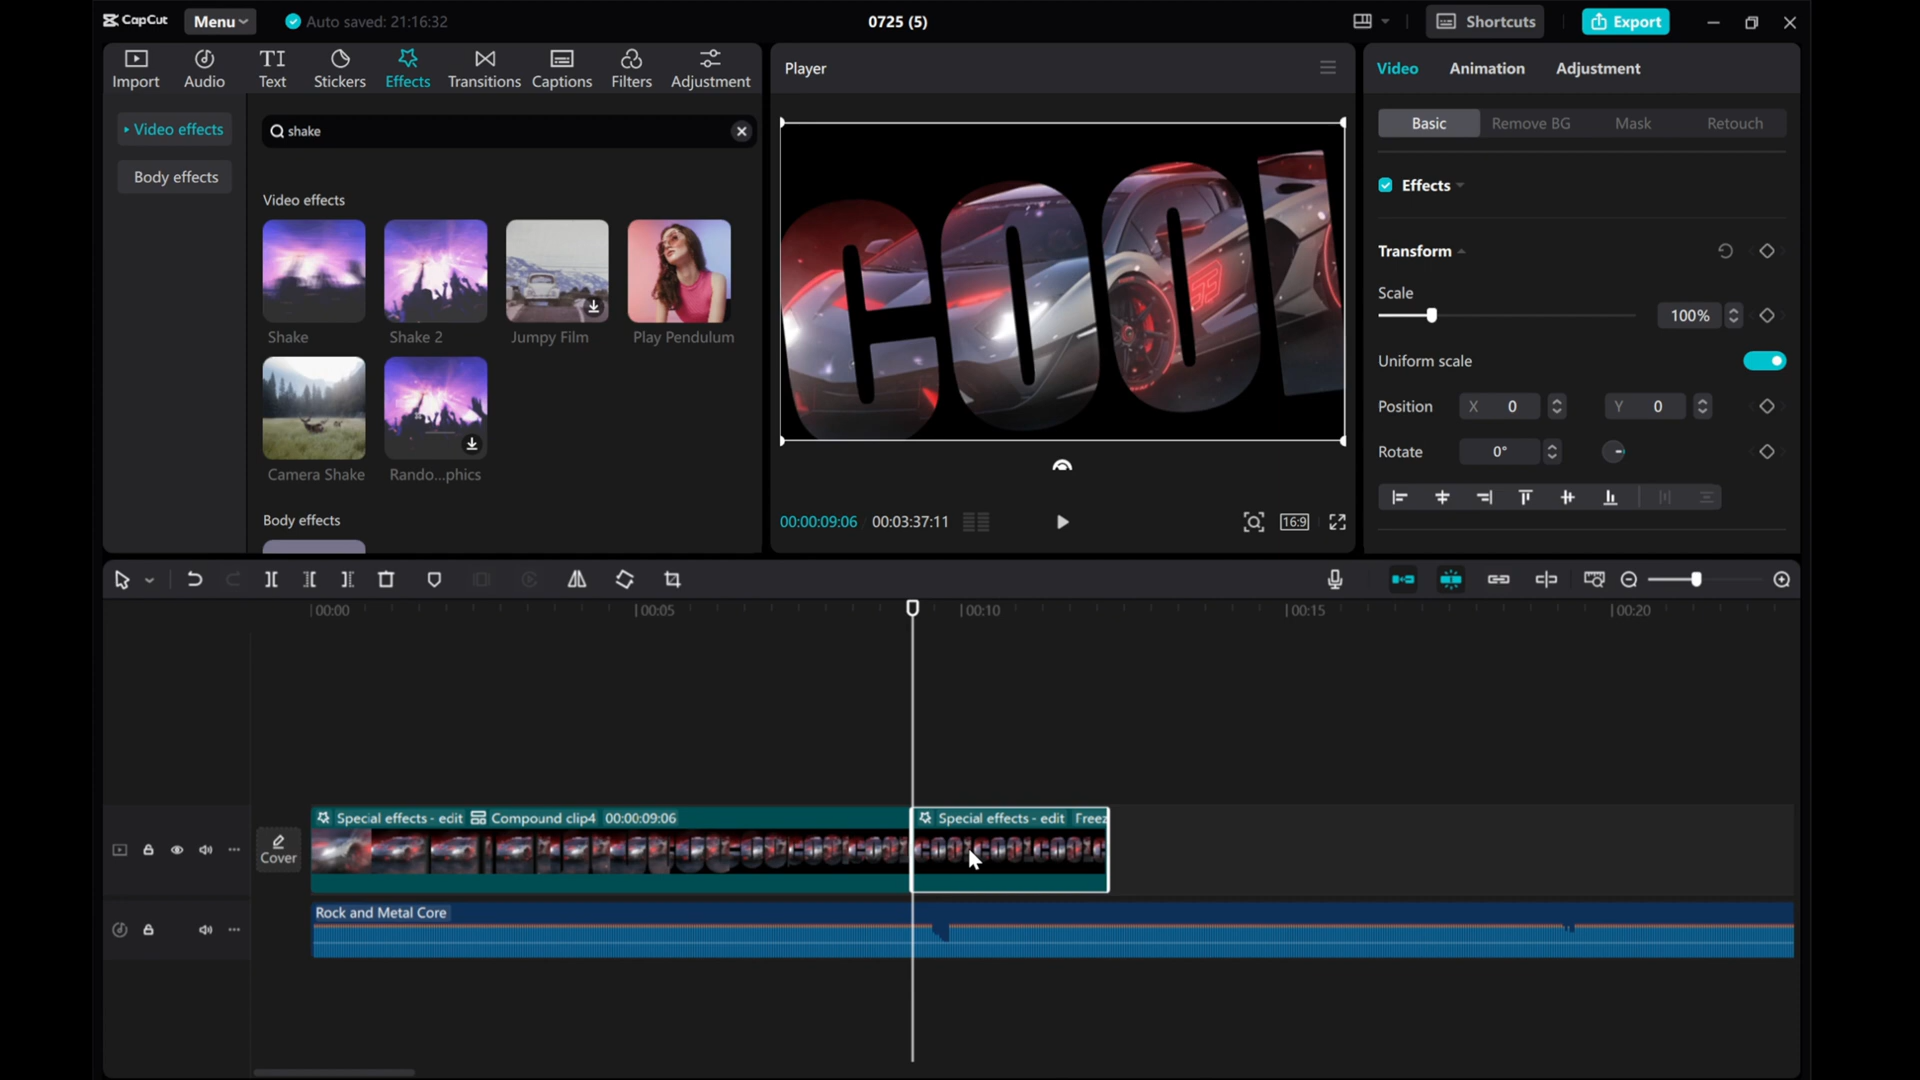 CapCut
Menu
Auto saved: 21:16:32
0725 (5)
Shortcuts
Export
Import
Audio
TI
Text
Stickers
Effects
Transitions
Captions
Filters
Adjustment
Video effects
Body effects
shake
Video effects
Shake
Shake 2
Jumpy Film
Play Pendulum
Camera Shake
Rando...phics
Body effects
Player
COOL
00:00:09:06
00:03:37:11
16:9
Video
Animation
Adjustment
Basic
Remove BG
Mask
Retouch
Effects
Transform
Scale
100%
Uniform scale
Position
X 0
Y 0
Rotate
0°
00:00
00:05
00:10
00:15
00:20
Cover
Special effects - edit
Compound clip4
00:00:09:06
Special effects - edit
Freez
Rock and Metal Core